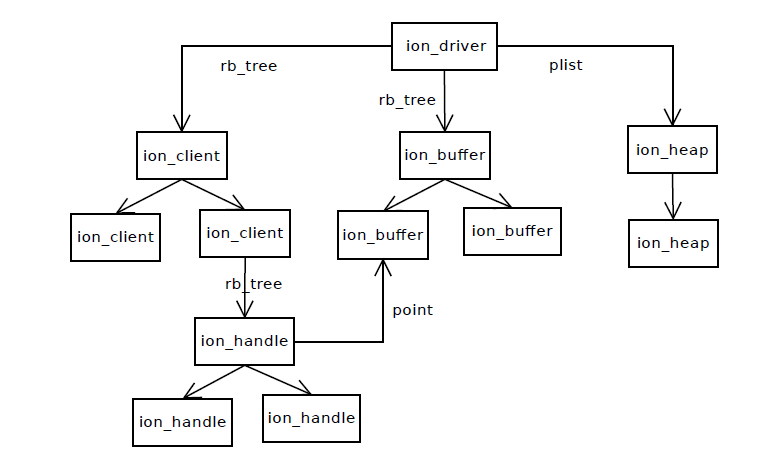 ion_driver
rb_tree
plist
rb_tree
ion_client
ion_buffer
ion_heap
ion_client
ion_client
ion_buffer
ion_buffer
ion_heap
rb_tree
point
ion_handle
ion_handle
ion_handle